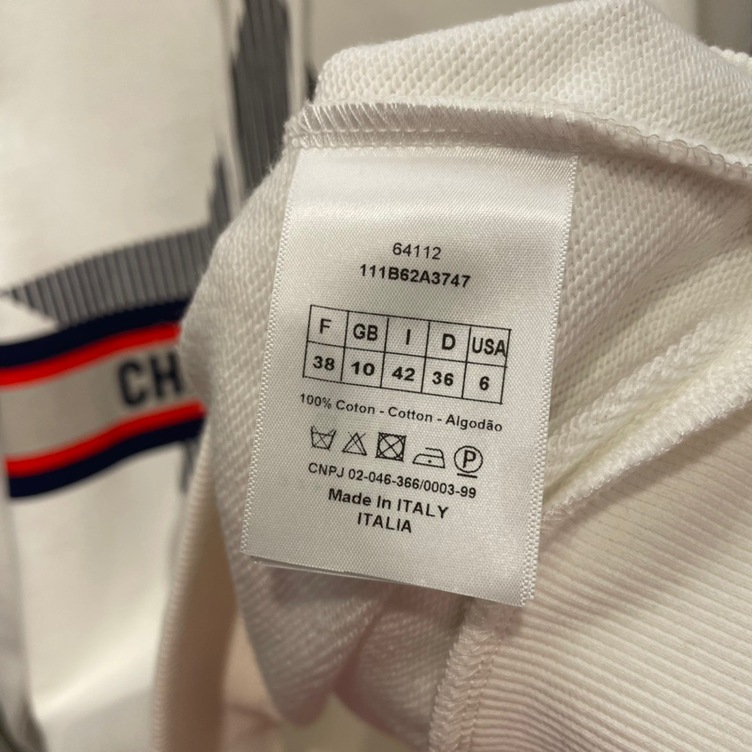 64112
111B62A3747
F GB I D USA
38 10 42 36 6
100% Coton - Cotton - Algodão
P
CNPJ 02-046-366/0003-99
Made In ITALY
ITALIA
CH